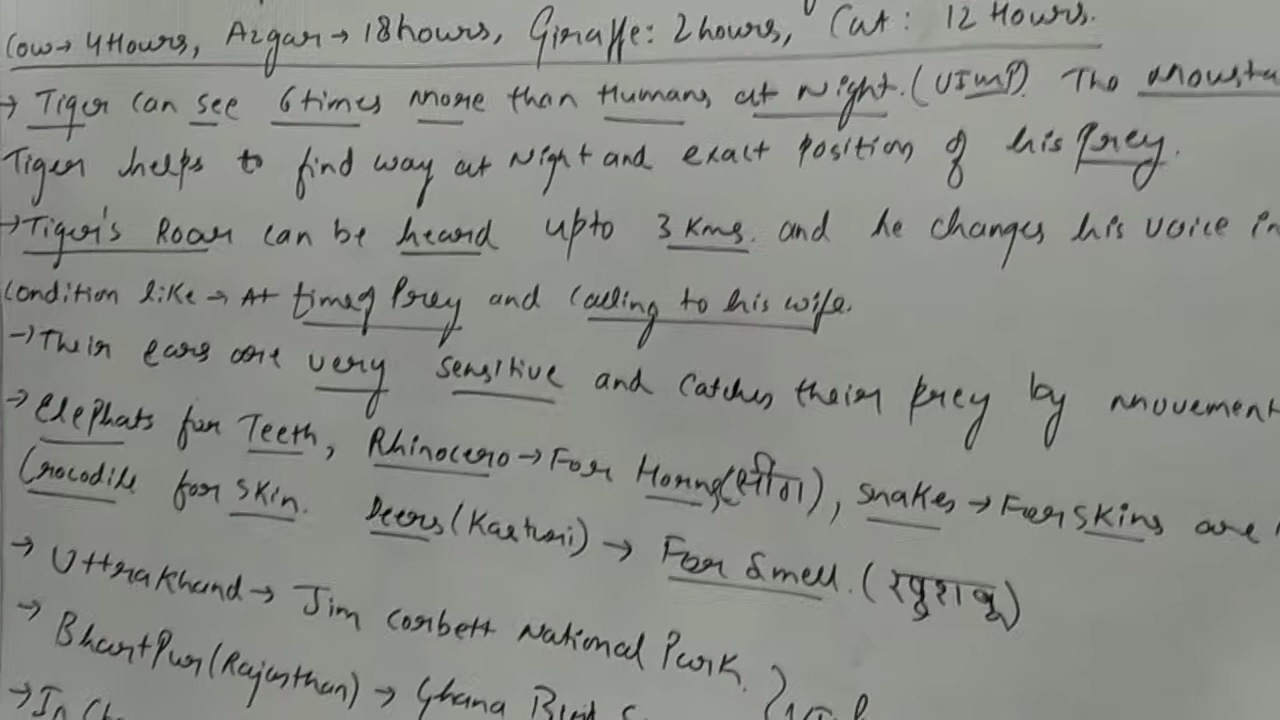 Cow→ 4 Hours, Azgar → 18 hours, Giraffe: 2 hours, Cat: 12 Hours.
→ Tiger can see 6 times more than Humans at Night. (VIMP). The
Tiger helps to find way at Night and exact position of his prey.
→ Tiger's Roar can be heard upto 3 Kms. and he changes his voice in
condition like → At time of Prey and Calling to his wife.
→ Their ears are very sensitive and catches their prey by movement
→ Elephats for Teeth, Rhinocero → For Horns (सींग), Snakes → For Skins are
Crocodile for skin. Deers (Kasturi) → For Smell. (खुशबू)
→ Uttrakhand → Jim Corbett National Park.
→ BhartPur (Rajasthan) → Ghana Bird
→ In